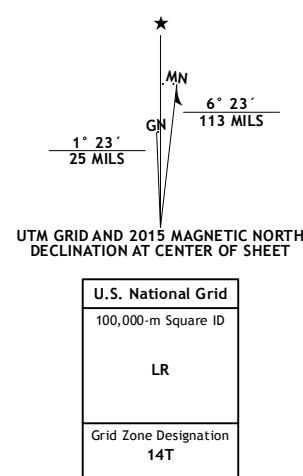 ★
MN
GN
6° 23´
113 MILS
1° 23´
25 MILS
UTM GRID AND 2015 MAGNETIC NORTH
DECLINATION AT CENTER OF SHEET
U.S. National Grid
100,000-m Square ID
LR
Grid Zone Designation
14T